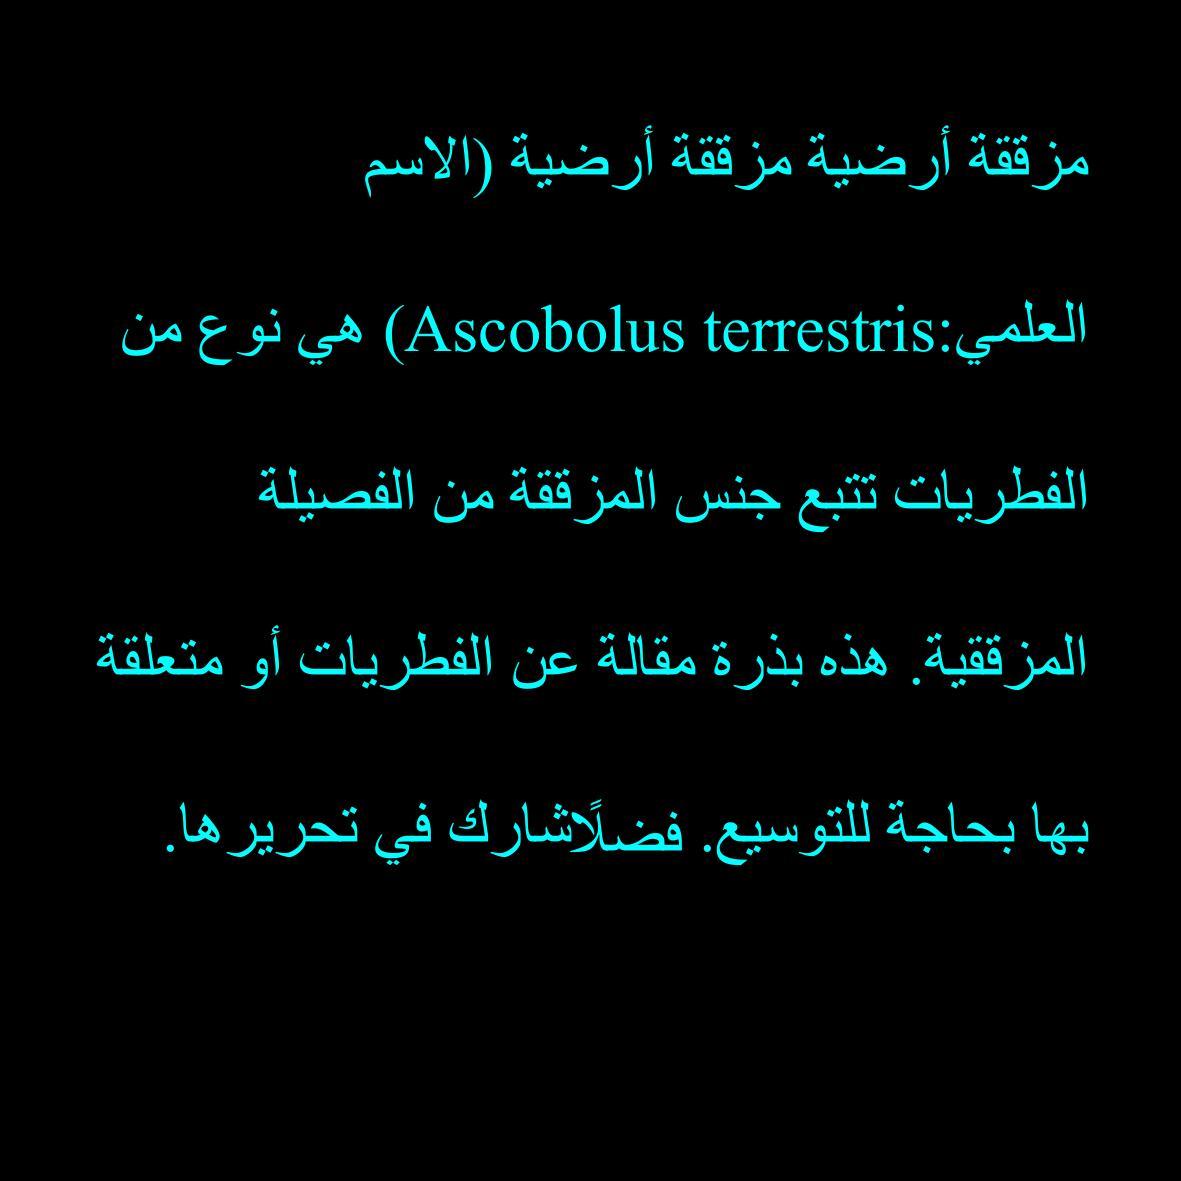 مزققة أرضية مزققة أرضية (الاسم
العلمي:Ascobolus terrestris) هي نوع من
الفطريات تتبع جنس المزققة من الفصيلة
المزققية. هذه بذرة مقالة عن الفطريات أو متعلقة
بها بحاجة للتوسيع. فضلًاشارك في تحريرها.